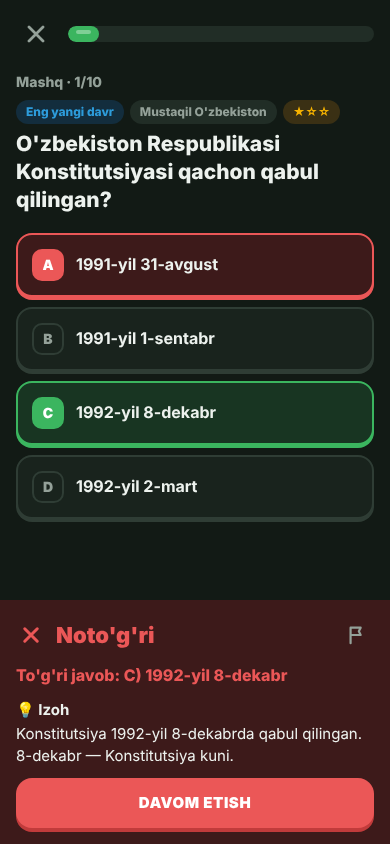 Mashq · 1/10
Eng yangi davr
Mustaqil O'zbekiston
★☆☆
O'zbekiston Respublikasi
Konstitutsiyasi qachon qabul
qilingan?
A 1991-yil 31-avgust
B 1991-yil 1-sentabr
C 1992-yil 8-dekabr
D 1992-yil 2-mart
Noto'g'ri
To'g'ri javob: C) 1992-yil 8-dekabr
💡 Izoh
Konstitutsiya 1992-yil 8-dekabrda qabul qilingan.
8-dekabr — Konstitutsiya kuni.
DAVOM ETISH